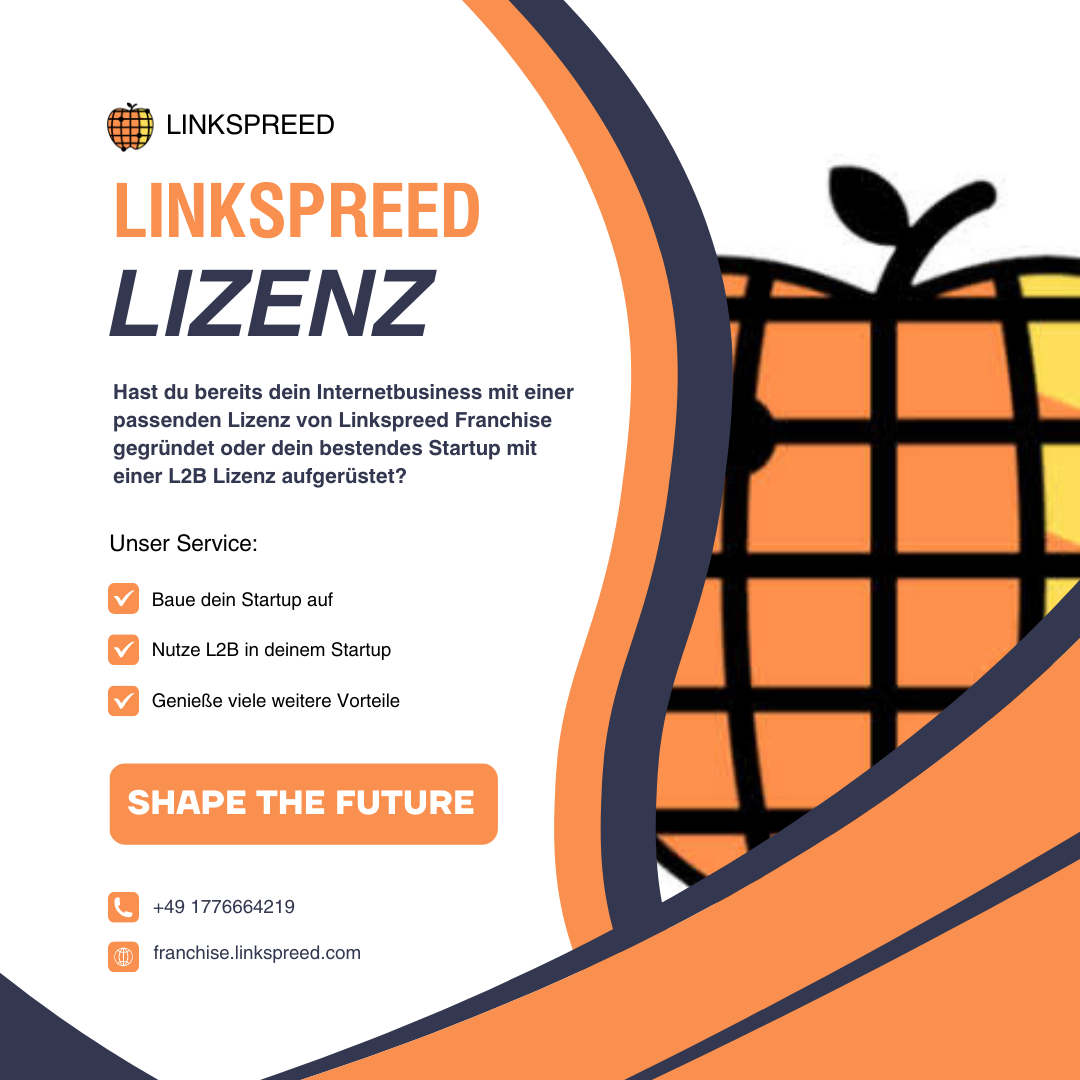 LINKSPREED
LINKSPREED
LIZENZ
Hast du bereits dein Internetbusiness mit einer
passenden Lizenz von Linkspreed Franchise
gegründet oder dein bestendes Startup mit
einer L2B Lizenz aufgerüstet?
Unser Service:
Baue dein Startup auf
Nutze L2B in deinem Startup
Genieße viele weitere Vorteile
SHAPE THE FUTURE
+49 1776664219
franchise.linkspreed.com